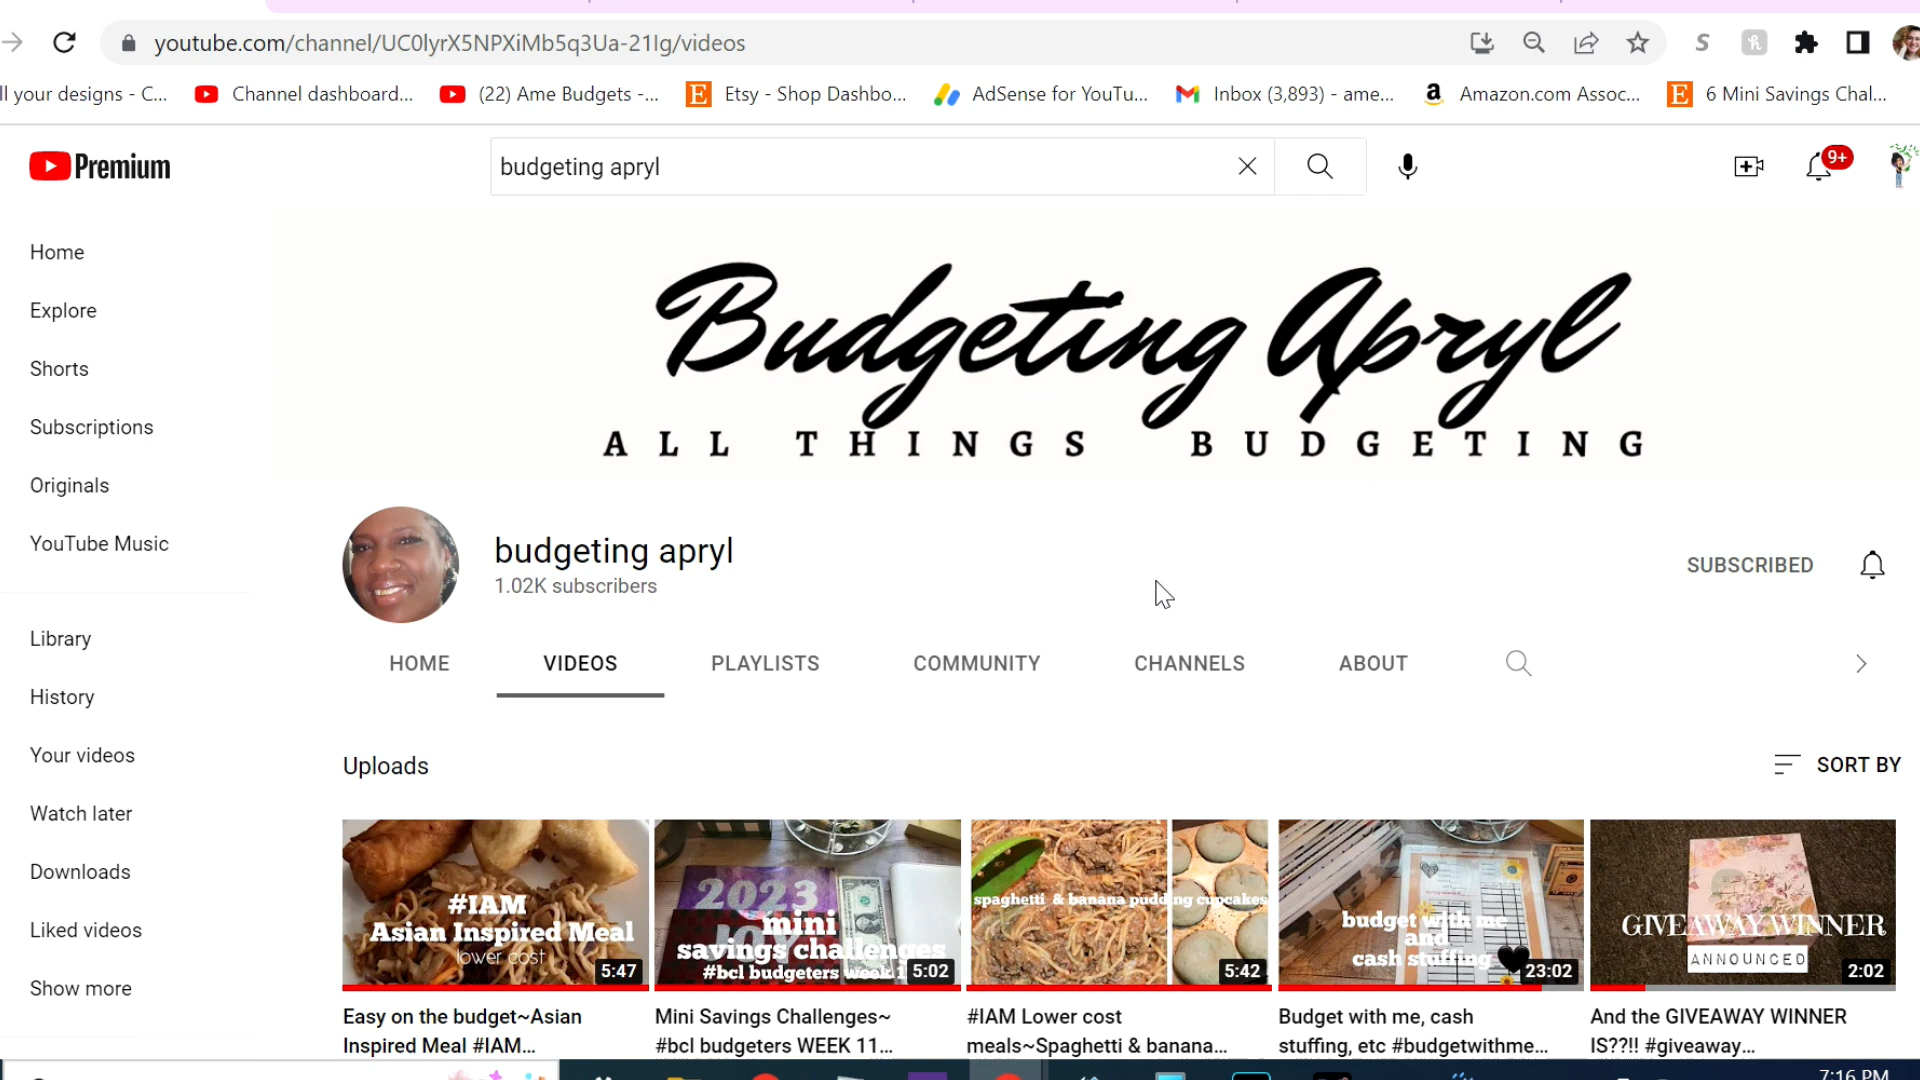 youtube.com/channel/UC0lyrX5NPXiMb5q3Ua-21Ig/videos
ll your designs - C...
Channel dashboard...
(22) Ame Budgets -...
Etsy - Shop Dashbo...
AdSense for YouTu...
Inbox (3,893) - ame...
Amazon.com Assoc...
6 Mini Savings Chal...
Premium
budgeting apryl
9+
Home
Explore
Shorts
Subscriptions
Originals
YouTube Music
Library
History
Your videos
Watch later
Downloads
Liked videos
Show more
Budgeting Apryl
ALL THINGS BUDGETING
budgeting apryl
1.02K subscribers
SUBSCRIBED
HOME
VIDEOS
PLAYLISTS
COMMUNITY
CHANNELS
ABOUT
Uploads
SORT BY
#IAM
Asian Inspired Meal
lower cost
5:47
Easy on the budget~Asian
Inspired Meal #IAM...
2023
mini
savings challenges
#bcl budgeters week 1
5:02
Mini Savings Challenges~
#bcl budgeters WEEK 11...
spaghetti & banana pudding cupcakes
5:42
#IAM Lower cost
meals~Spaghetti & banana...
budget with me
and
cash stuffing
23:02
Budget with me, cash
stuffing, etc #budgetwithme...
GIVEAWAY WINNER
ANNOUNCED
2:02
And the GIVEAWAY WINNER
IS??!! #giveaway...
7:16 PM